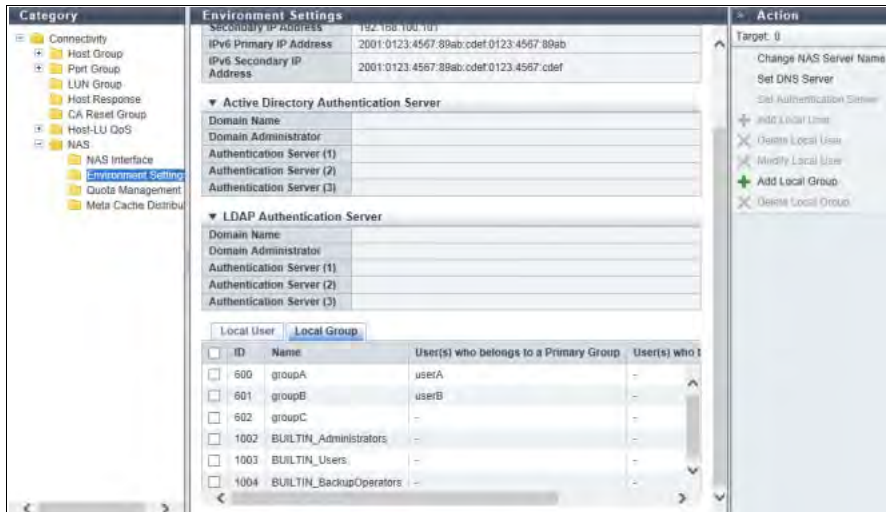 Category
Connectivity
Host Group
Port Group
LUN Group
Host Response
CA Reset Group
Host-LU QoS
NAS
NAS Interface
Environment Setting
Quota Management
Meta Cache Distribu
Environment Settings
Secondary IP Address 192.168.100.101
IPv6 Primary IP Address 2001:0123:4567:89ab:cdef:0123:4567:89ab
IPv6 Secondary IP Address 2001:0123:4567:89ab:cdef:0123:4567:cdef
Active Directory Authentication Server
Domain Name
Domain Administrator
Authentication Server (1)
Authentication Server (2)
Authentication Server (3)
LDAP Authentication Server
Domain Name
Domain Administrator
Authentication Server (1)
Authentication Server (2)
Authentication Server (3)
Local User Local Group
ID Name User(s) who belongs to a Primary Group User(s) who t
600 groupA userA -
601 groupB userB -
602 groupC - -
1002 BUILTIN_Administrators - -
1003 BUILTIN_Users - -
1004 BUILTIN_BackupOperators - -
Action
Target: 0
Change NAS Server Name
Set DNS Server
Set Authentication Server
Add Local User
Delete Local User
Modify Local User
Add Local Group
Delete Local Group